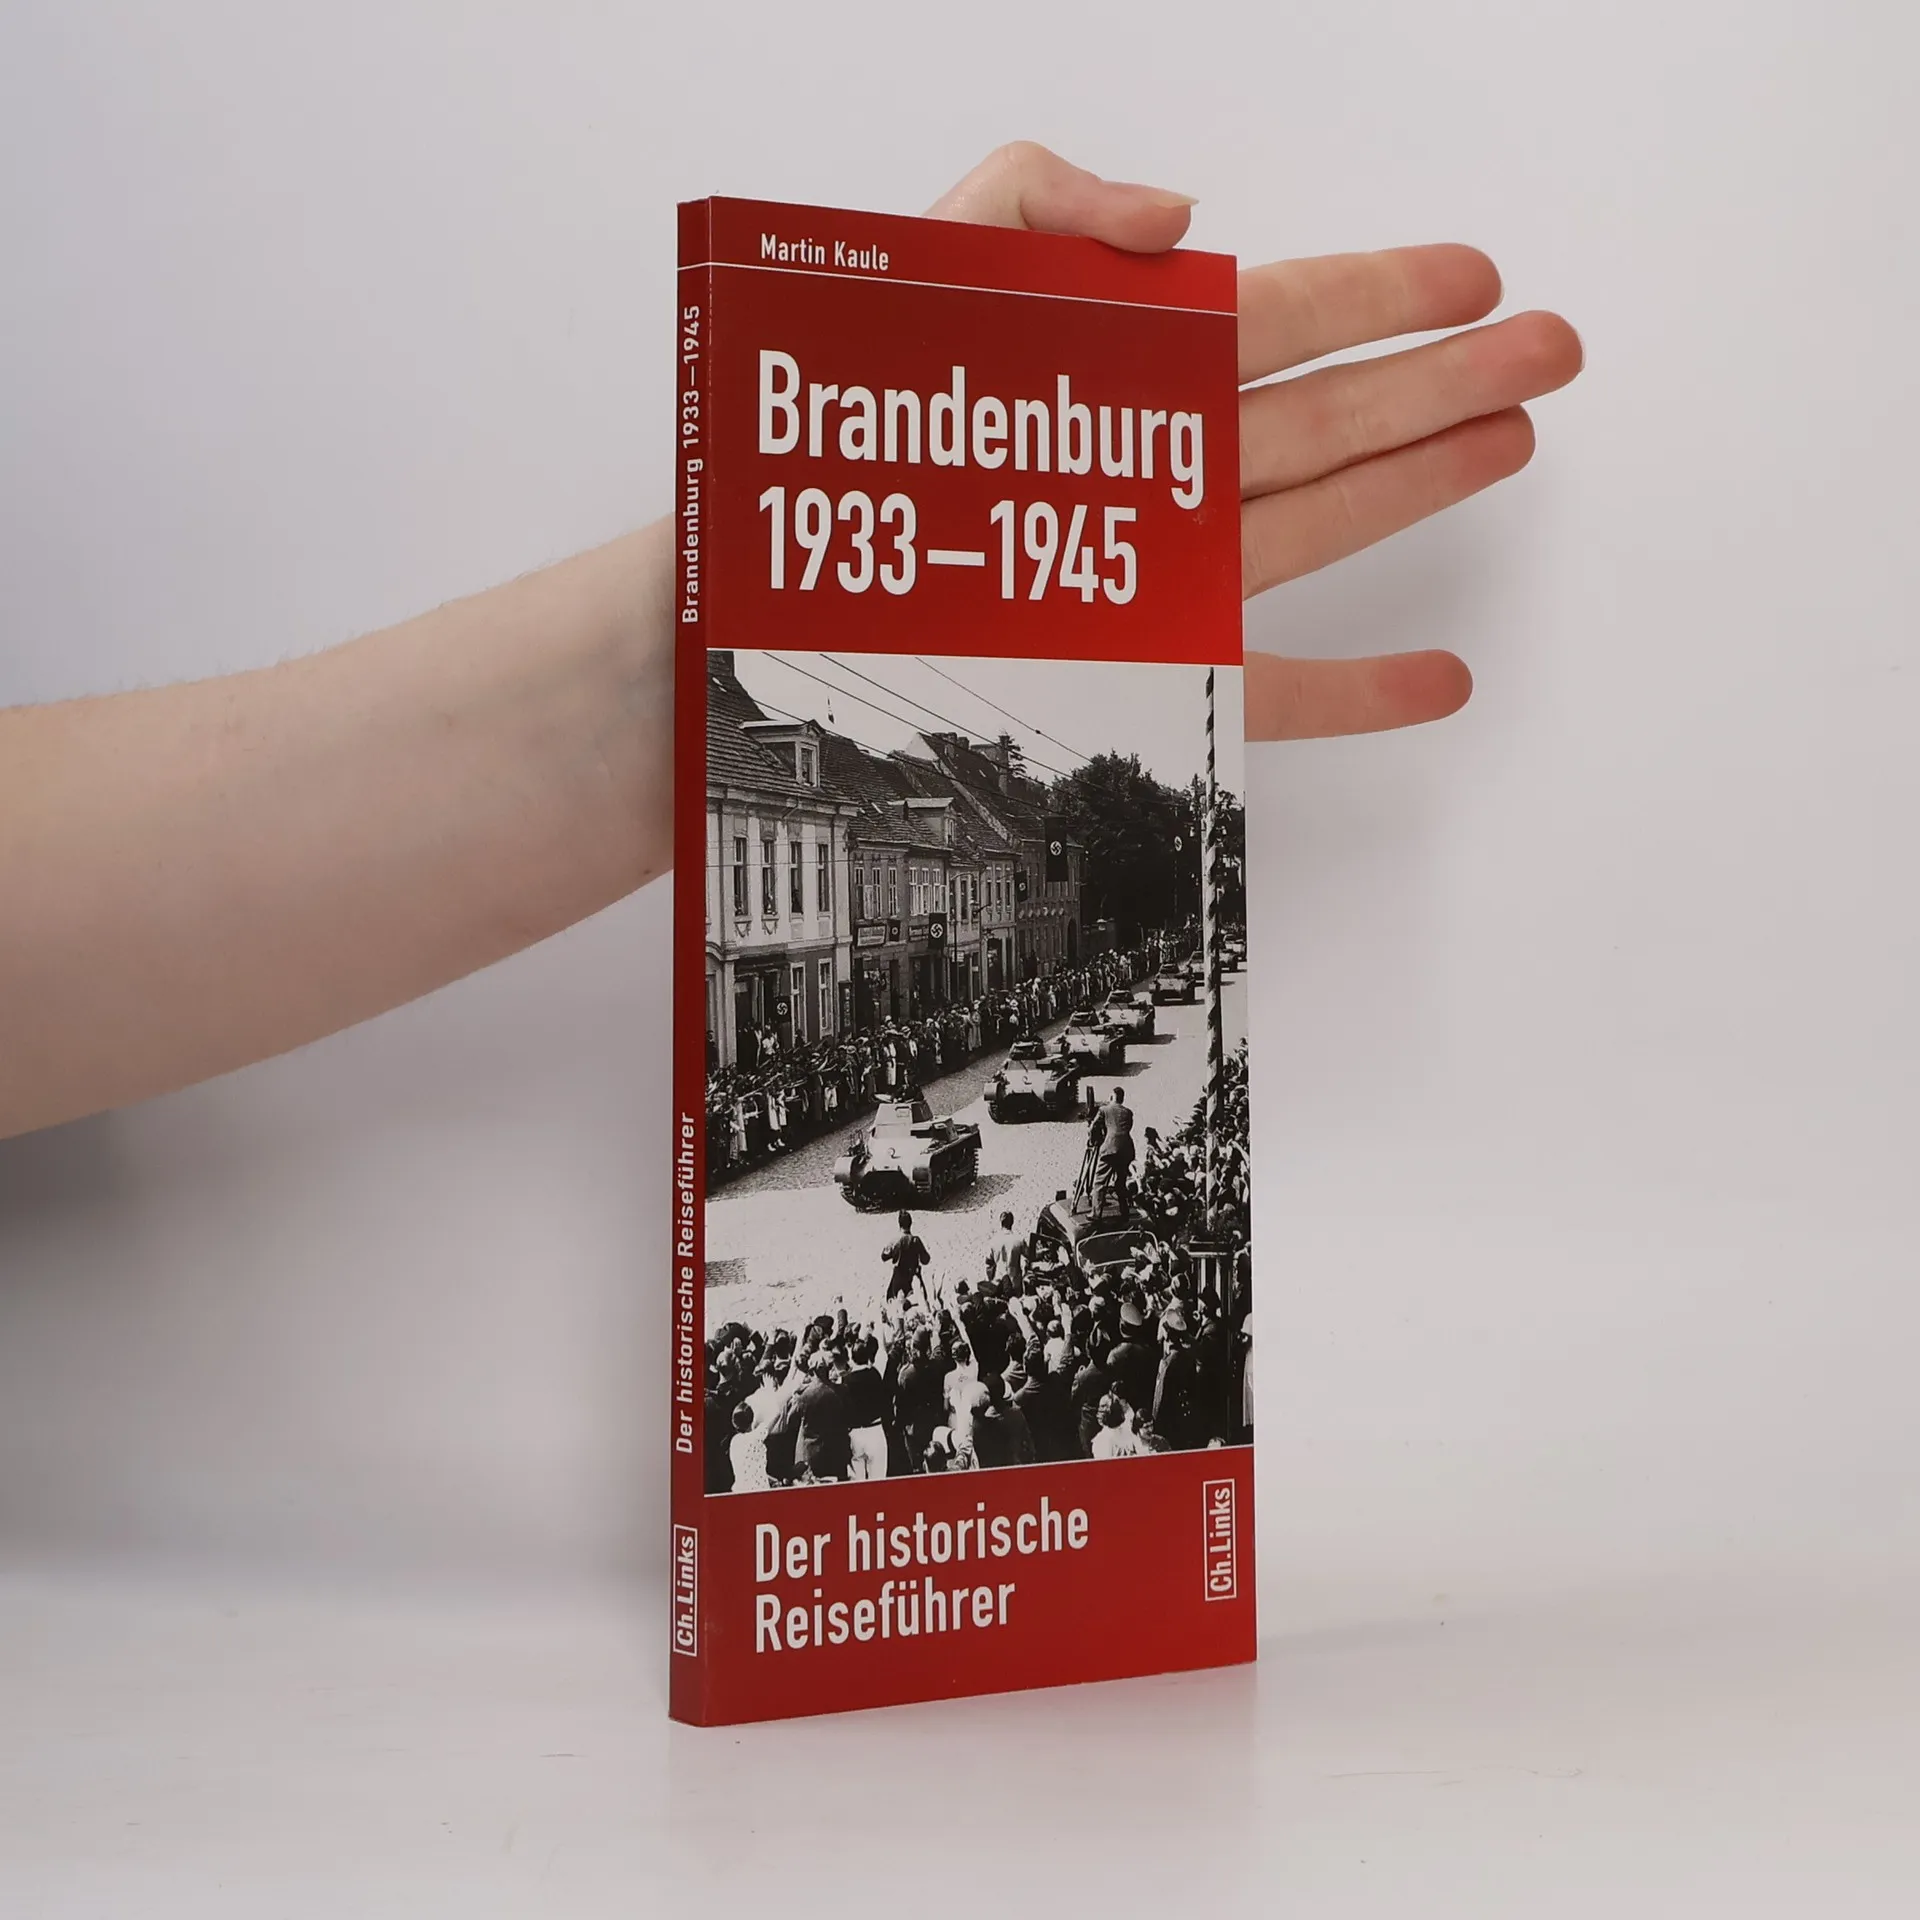 Martin Kaule
Brandenburg
1933–1945
Der historische
Reiseführer
Ch.Links
Brandenburg 1933–1945
Der historische Reiseführer
Ch.Links